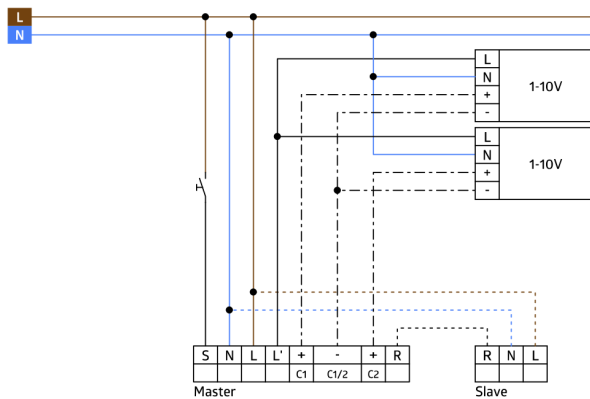 L
N
L
N
+
-
1-10V
L
N
+
-
1-10V
S N L L' + - + R
C1 C1/2 C2
R N L
Master
Slave